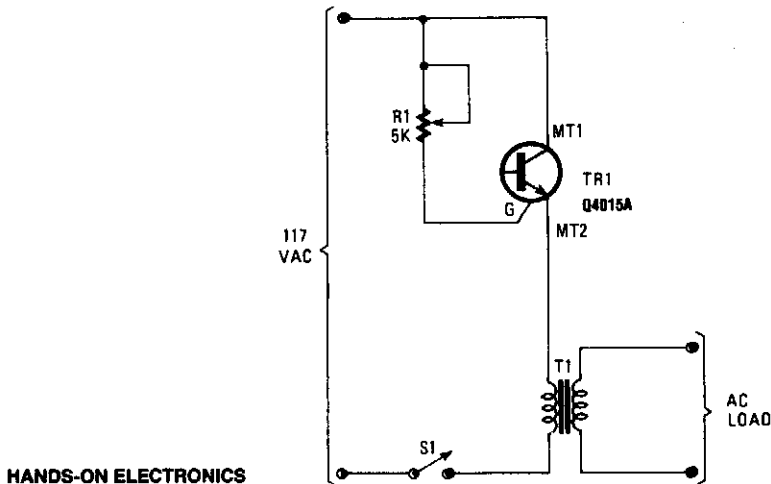 R1
5K
MT1
TR1
Q4015A
G
MT2
117
VAC
T1
AC
LOAD
S1
HANDS-ON ELECTRONICS